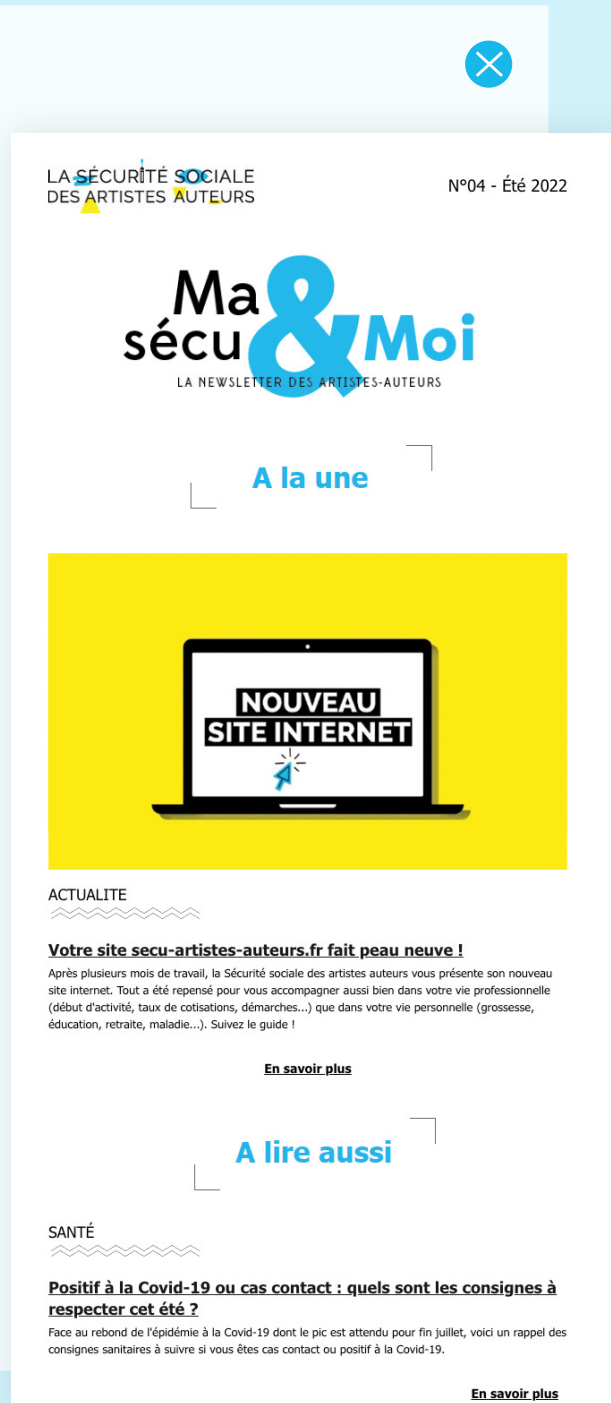 LA SÉCURITÉ SOCIALE
DES ARTISTES AUTEURS
N°04 - Été 2022
Ma
sécu
&Moi
LA NEWSLETTER DES ARTISTES-AUTEURS
A la une
NOUVEAU
SITE INTERNET
ACTUALITE
Votre site secu-artistes-auteurs.fr fait peau neuve !
Après plusieurs mois de travail, la Sécurité sociale des artistes auteurs vous présente son nouveau
site internet. Tout a été repensé pour vous accompagner aussi bien dans votre vie professionnelle
(début d'activité, taux de cotisations, démarches...) que dans votre vie personnelle (grossesse,
éducation, retraite, maladie...). Suivez le guide !
En savoir plus
A lire aussi
SANTÉ
Positif à la Covid-19 ou cas contact : quels sont les consignes à
respecter cet été ?
Face au rebond de l'épidémie à la Covid-19 dont le pic est attendu pour fin juillet, voici un rappel des
consignes sanitaires à suivre si vous êtes cas contact ou positif à la Covid-19.
En savoir plus